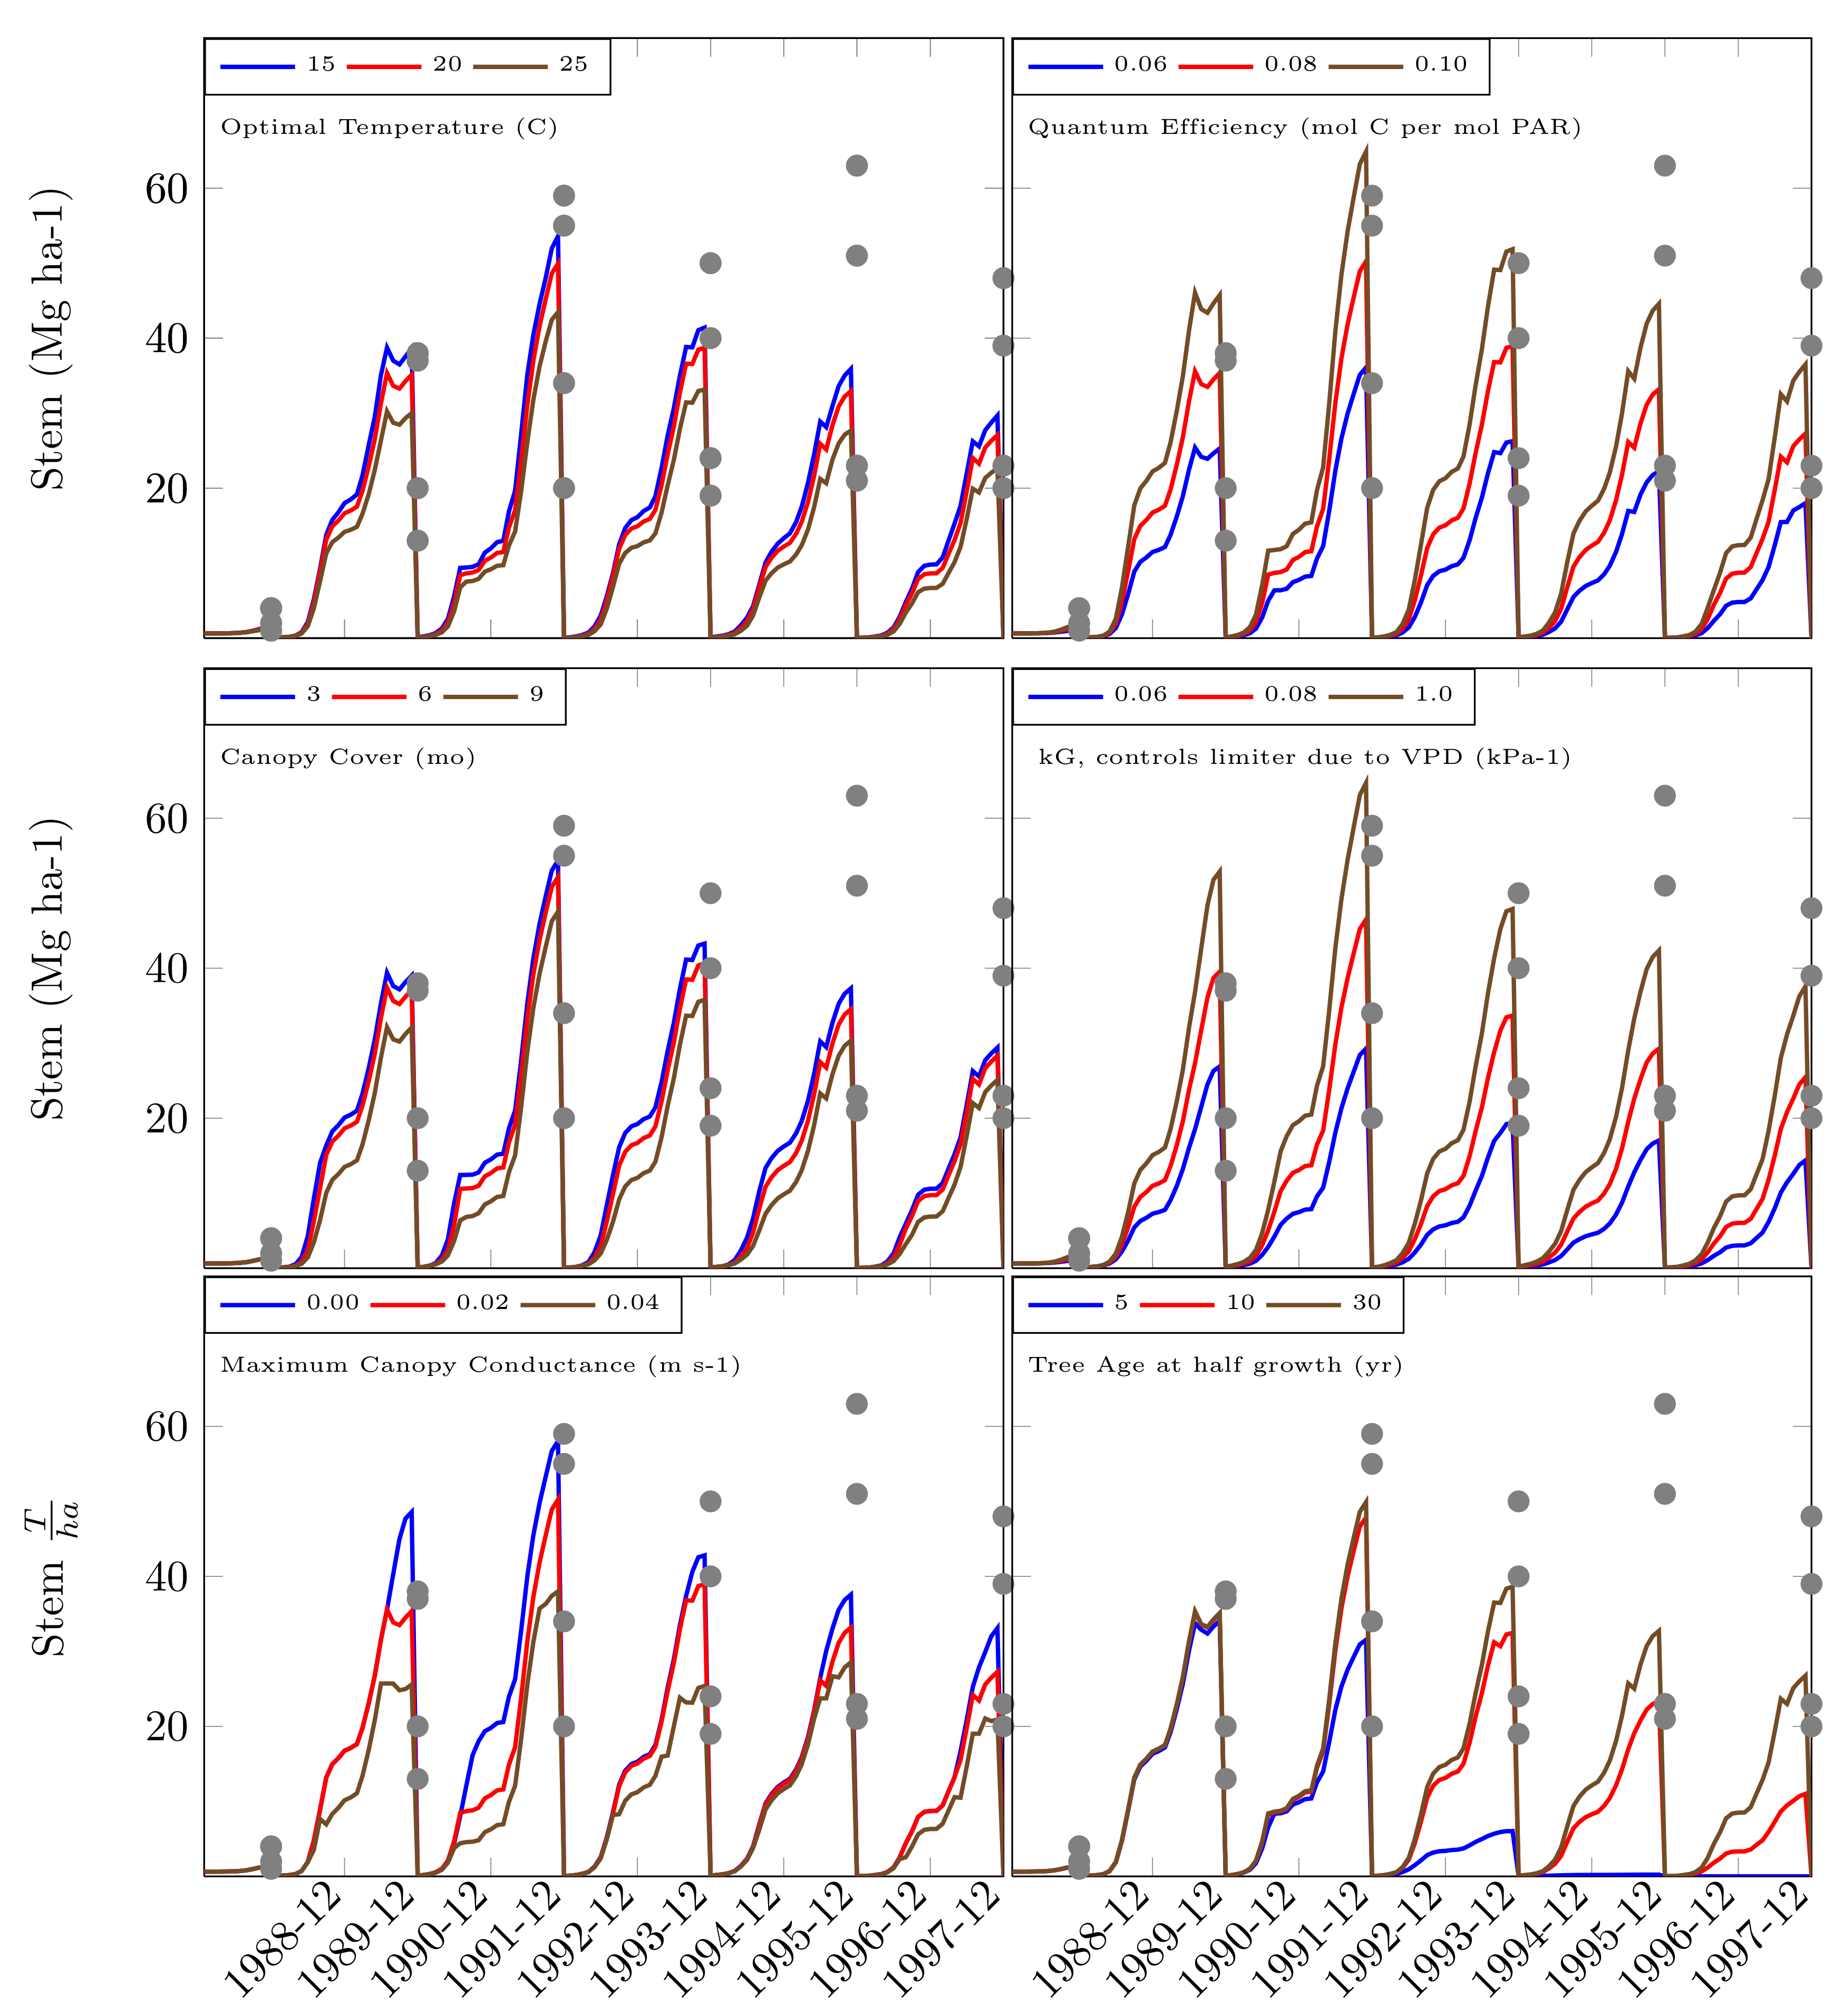 15 20 25
Optimal Temperature (C)
0.06 0.08 0.10
Quantum Efficiency (mol C per mol PAR)
Stem (Mg ha-1)
60
40
20
3 6 9
Canopy Cover (mo)
0.06 0.08 1.0
kG, controls limiter due to VPD (kPa-1)
Stem (Mg ha-1)
60
40
20
0.00 0.02 0.04
Maximum Canopy Conductance (m s-1)
5 10 30
Tree Age at half growth (yr)
Stem T/ha
60
40
20
1988-12
1989-12
1990-12
1991-12
1992-12
1993-12
1994-12
1995-12
1996-12
1997-12
1988-12
1989-12
1990-12
1991-12
1992-12
1993-12
1994-12
1995-12
1996-12
1997-12